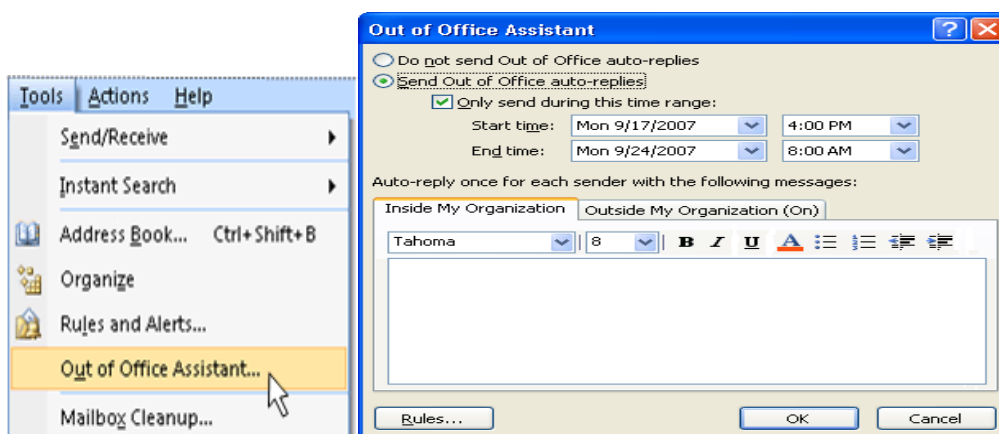 Tools Actions Help
Send/Receive
Instant Search
Address Book... Ctrl+Shift+B
Organize
Rules and Alerts...
Out of Office Assistant...
Mailbox Cleanup...
Out of Office Assistant
Do not send Out of Office auto-replies
Send Out of Office auto-replies
Only send during this time range:
Start time: Mon 9/17/2007 4:00 PM
End time: Mon 9/24/2007 8:00 AM
Auto-reply once for each sender with the following messages:
Inside My Organization Outside My Organization (On)
Tahoma 8 B I U A
Rules... OK Cancel